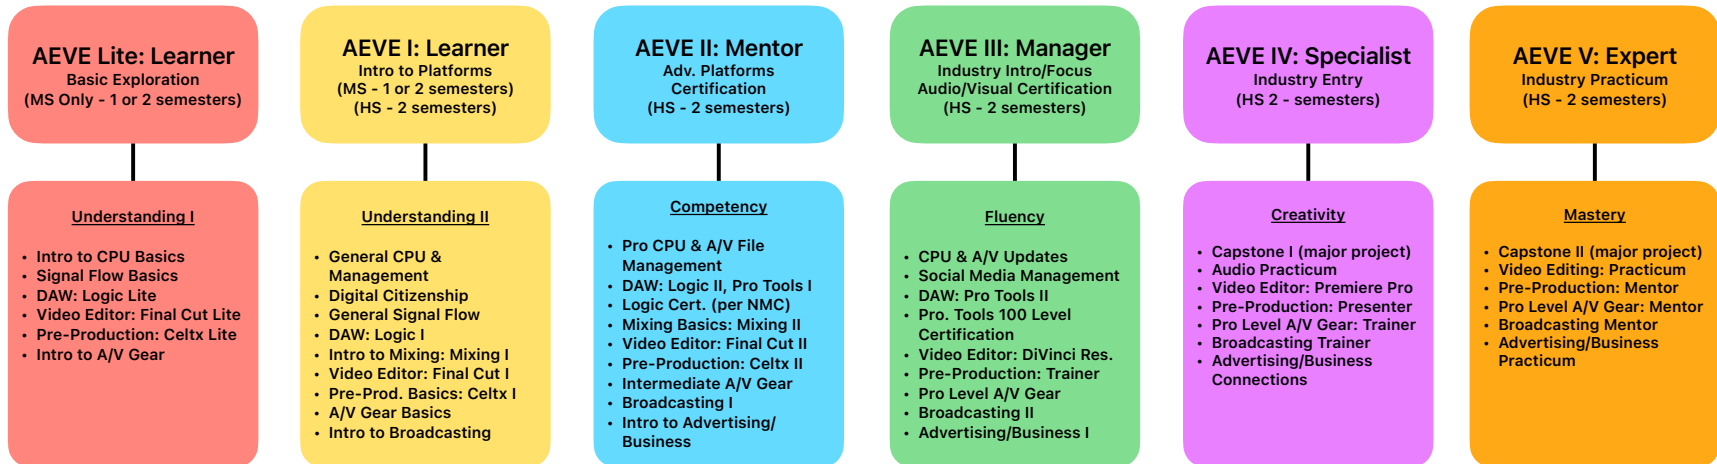 AEVE Lite: Learner
Basic Exploration
(MS Only - 1 or 2 semesters)
Understanding I
• Intro to CPU Basics
• Signal Flow Basics
• DAW: Logic Lite
• Video Editor: Final Cut Lite
• Pre-Production: Celtx Lite
• Intro to A/V Gear
AEVE I: Learner
Intro to Platforms
(MS - 1 or 2 semesters)
(HS - 2 semesters)
Understanding II
• General CPU &
Management
• Digital Citizenship
• General Signal Flow
• DAW: Logic I
• Intro to Mixing: Mixing I
• Video Editor: Final Cut I
• Pre-Prod. Basics: Celtx I
• A/V Gear Basics
• Intro to Broadcasting
AEVE II: Mentor
Adv. Platforms
Certification
(HS - 2 semesters)
Competency
• Pro CPU & A/V File
Management
• DAW: Logic II, Pro Tools I
• Logic Cert. (per NMC)
• Mixing Basics: Mixing II
• Video Editor: Final Cut II
• Pre-Production: Celtx II
• Intermediate A/V Gear
• Broadcasting I
• Intro to Advertising/
Business
AEVE III: Manager
Industry Intro/Focus
Audio/Visual Certification
(HS - 2 semesters)
Fluency
• CPU & A/V Updates
• Social Media Management
• DAW: Pro Tools II
• Pro. Tools 100 Level
Certification
• Video Editor: DiVinci Res.
• Pre-Production: Trainer
• Pro Level A/V Gear
• Broadcasting II
• Advertising/Business I
AEVE IV: Specialist
Industry Entry
(HS 2 - semesters)
Creativity
• Capstone I (major project)
• Audio Practicum
• Video Editor: Premiere Pro
• Pre-Production: Presenter
• Pro Level A/V Gear: Trainer
• Broadcasting Trainer
• Advertising/Business
Connections
AEVE V: Expert
Industry Practicum
(HS - 2 semesters)
Mastery
• Capstone II (major project)
• Video Editing: Practicum
• Pre-Production: Mentor
• Pro Level A/V Gear: Mentor
• Broadcasting Mentor
• Advertising/Business
Practicum